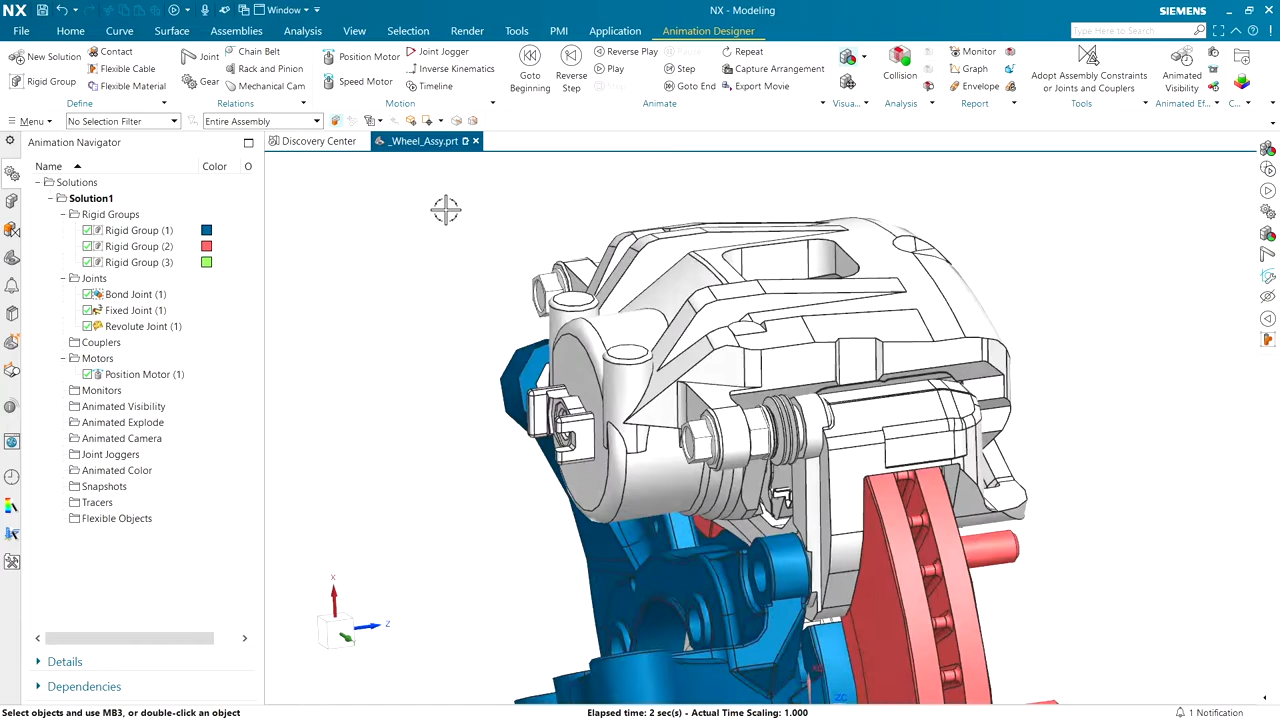 NX
Window
NX - Modeling
SIEMENS
File
Home
Curve
Surface
Assemblies
Analysis
View
Selection
Render
Tools
PMI
Application
Animation Designer
Type Here to Search
New Solution
Contact
Flexible Cable
Rigid Group
Flexible Material
Define
Joint
Chain Belt
Rack and Pinion
Gear
Mechanical Cam
Relations
Position Motor
Joint Jogger
Inverse Kinematics
Speed Motor
Timeline
Motion
Goto Beginning
Reverse Step
Reverse Play
Play
Stop
Pause
Step
Goto End
Repeat
Capture Arrangement
Export Movie
Animate
Visua...
Collision
Analysis
Monitor
Graph
Envelope
Report
Adopt Assembly Constraints
or Joints and Couplers
Tools
Animated
Visibility
Animated Ef...
C...
Menu
No Selection Filter
Entire Assembly
Animation Navigator
Discovery Center
_Wheel_Assy.prt
Name
Color
O
Solutions
Solution1
Rigid Groups
Rigid Group (1)
Rigid Group (2)
Rigid Group (3)
Joints
Bond Joint (1)
Fixed Joint (1)
Revolute Joint (1)
Couplers
Motors
Position Motor (1)
Monitors
Animated Visibility
Animated Explode
Animated Camera
Joint Joggers
Animated Color
Snapshots
Tracers
Flexible Objects
X
Z
XC
ZC
Details
Dependencies
Select objects and use MB3, or double-click an object
Elapsed time: 2 sec(s) - Actual Time Scaling: 1.000
1 Notification